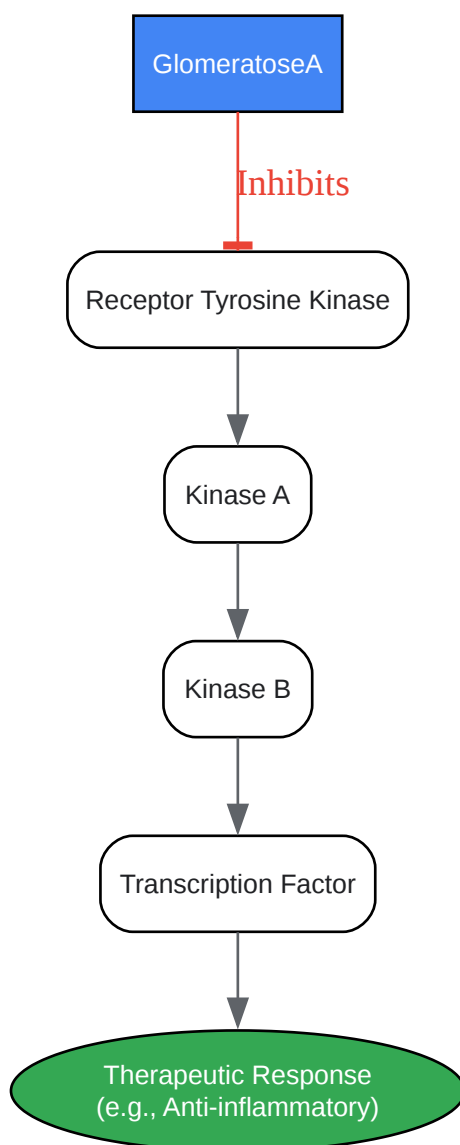 GlomeratoseA
Inhibits
Receptor Tyrosine Kinase
Kinase A
Kinase B
Transcription Factor
Therapeutic Response
(e.g., Anti-inflammatory)